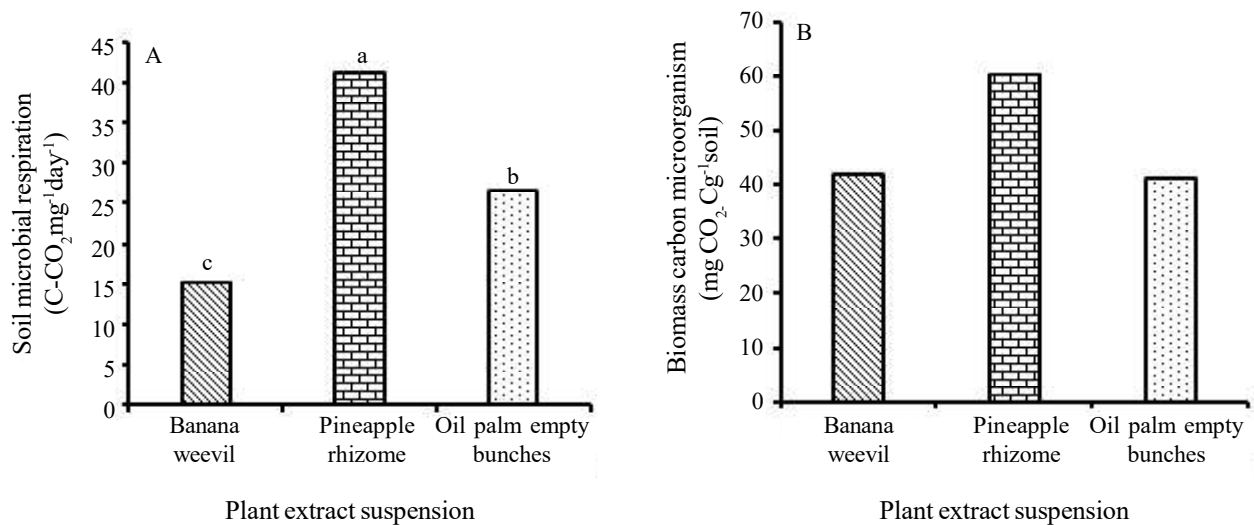 A
Soil microbial respiration
(C-CO₂mg⁻¹day⁻¹)
45
40
35
30
25
20
15
10
5
0
c
a
b
Banana
weevil
Pineapple
rhizome
Oil palm empty
bunches
Plant extract suspension
B
Biomass carbon microorganism
(mg CO₂₋Cg⁻¹soil)
70
60
50
40
30
20
10
0
Banana
weevil
Pineapple
rhizome
Oil palm empty
bunches
Plant extract suspension